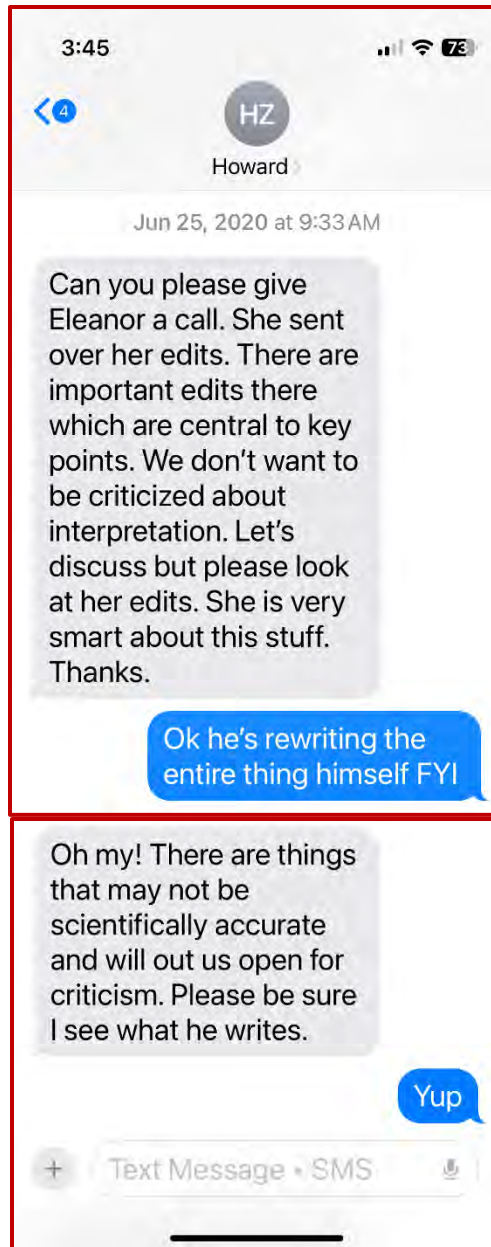 3:45
73
4
HZ
Howard
Jun 25, 2020 at 9:33 AM
Can you please give
Eleanor a call. She sent
over her edits. There are
important edits there
which are central to key
points. We don't want to
be criticized about
interpretation. Let's
discuss but please look
at her edits. She is very
smart about this stuff.
Thanks.
Ok he's rewriting the
entire thing himself FYI
Oh my! There are things
that may not be
scientifically accurate
and will out us open for
criticism. Please be sure
I see what he writes.
Yup
Text Message • SMS